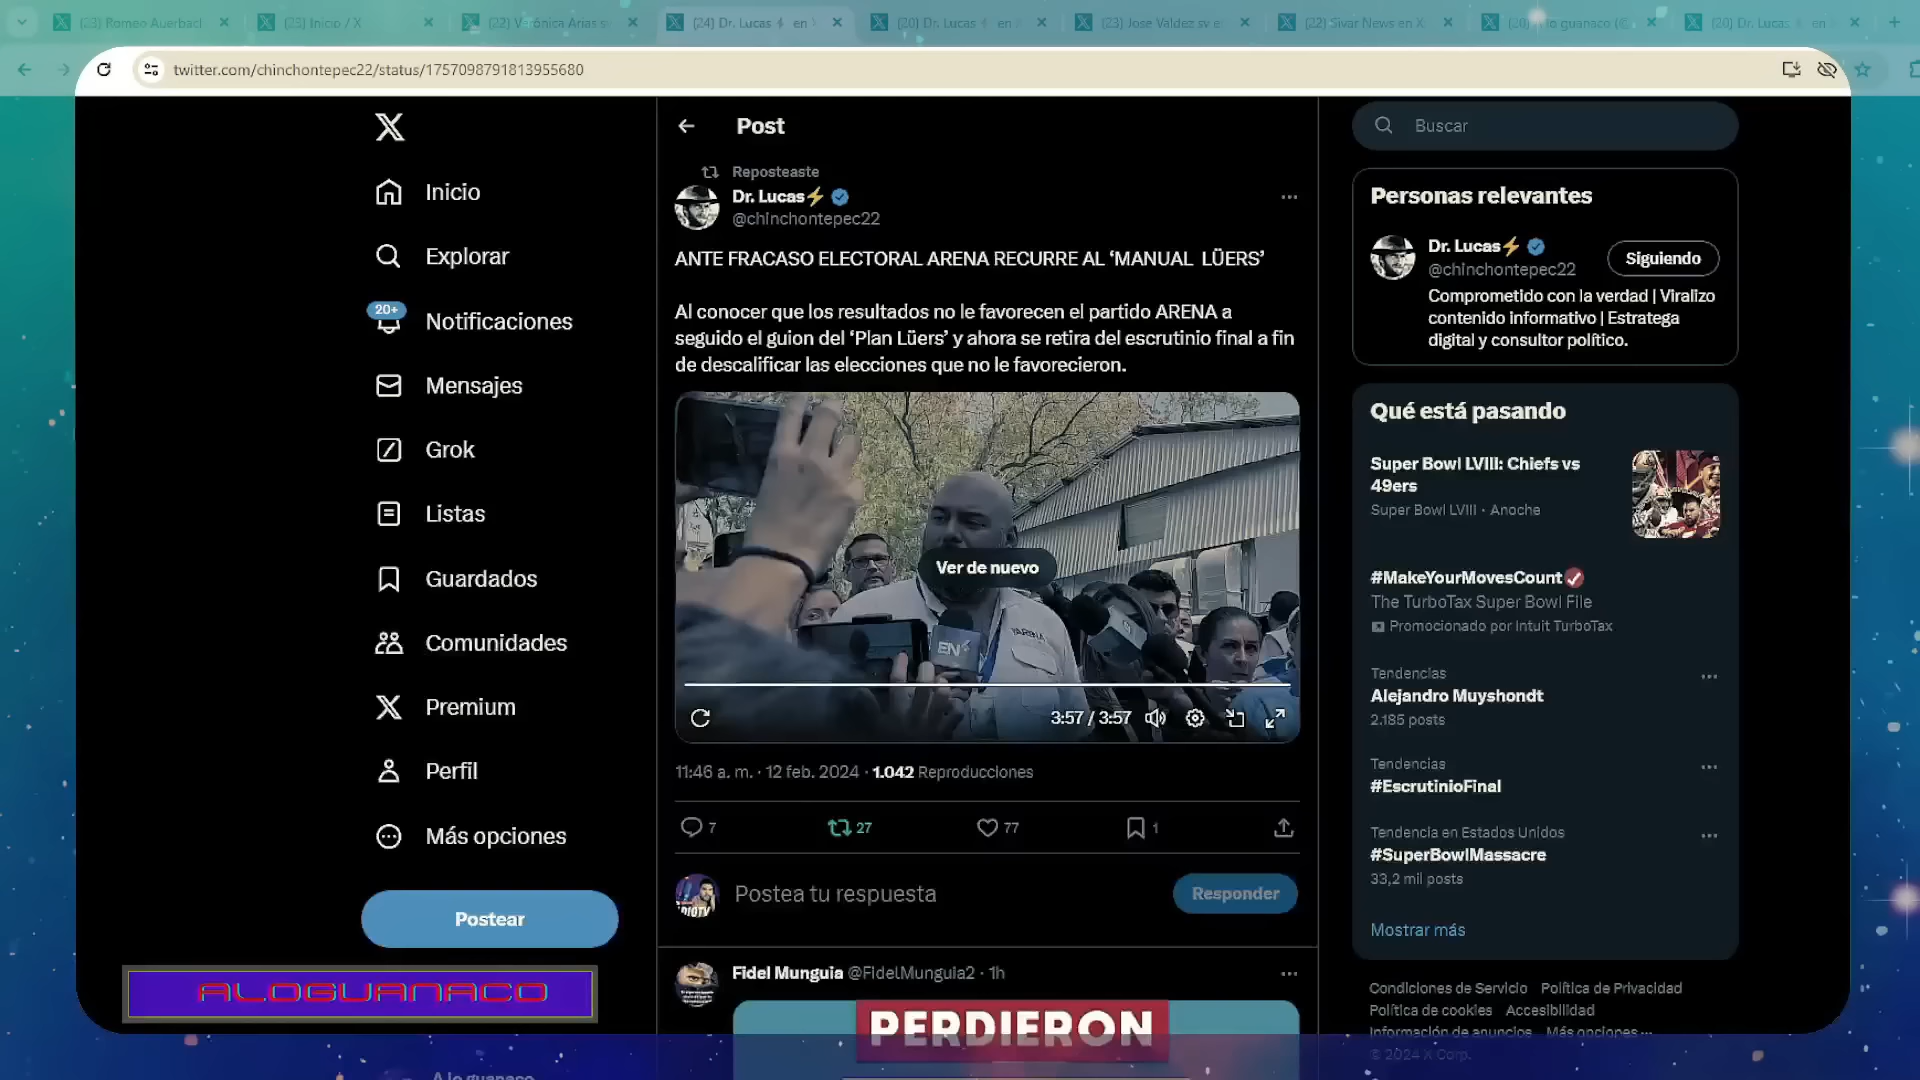 (23) Romeo Auerbach
(23) Inicio / X
(22) Verónica Arias
(24) Dr. Lucas⚡ en
(20) Dr. Lucas
(23) Jose Valdez sv
(22) Sivar News en X
lo guanaco
(20) Dr. Lucas en
twitter.com/chinchontepec22/status/1757098791813955680
Inicio
Explorar
20+
Notificaciones
Mensajes
Grok
Listas
Guardados
Comunidades
Premium
Perfil
Más opciones
Postear
ALOGUANACO
A lo guanaco
Post
Reposteaste
Dr. Lucas⚡
@chinchontepec22
ANTE FRACASO ELECTORAL ARENA RECURRE AL ‘MANUAL LÜERS’
Al conocer que los resultados no le favorecen el partido ARENA a
seguido el guion del ‘Plan Lüers’ y ahora se retira del escrutinio final a fin
de descalificar las elecciones que no le favorecieron.
Ver de nuevo
ARENA
EN
3:57 / 3:57
11:46 a. m. · 12 feb. 2024 · 1.042 Reproducciones
7
27
77
1
Postea tu respuesta
Responder
Fidel Munguia @FidelMunguia2 · 1h
PERDIERON
Buscar
Personas relevantes
Dr. Lucas⚡
@chinchontepec22
Siguiendo
Comprometido con la verdad | Viralizo
contenido informativo | Estratega
digital y consultor político.
Qué está pasando
Super Bowl LVIII: Chiefs vs
49ers
Super Bowl LVIII · Anoche
#MakeYourMovesCount
The TurboTax Super Bowl File
Promocionado por Intuit TurboTax
Tendencias
Alejandro Muyshondt
2.185 posts
Tendencias
#EscrutinioFinal
Tendencia en Estados Unidos
#SuperBowlMassacre
33,2 mil posts
Mostrar más
Condiciones de Servicio Política de Privacidad
Política de cookies Accesibilidad
Información de anuncios Más opciones ...
© 2024 X Corp.